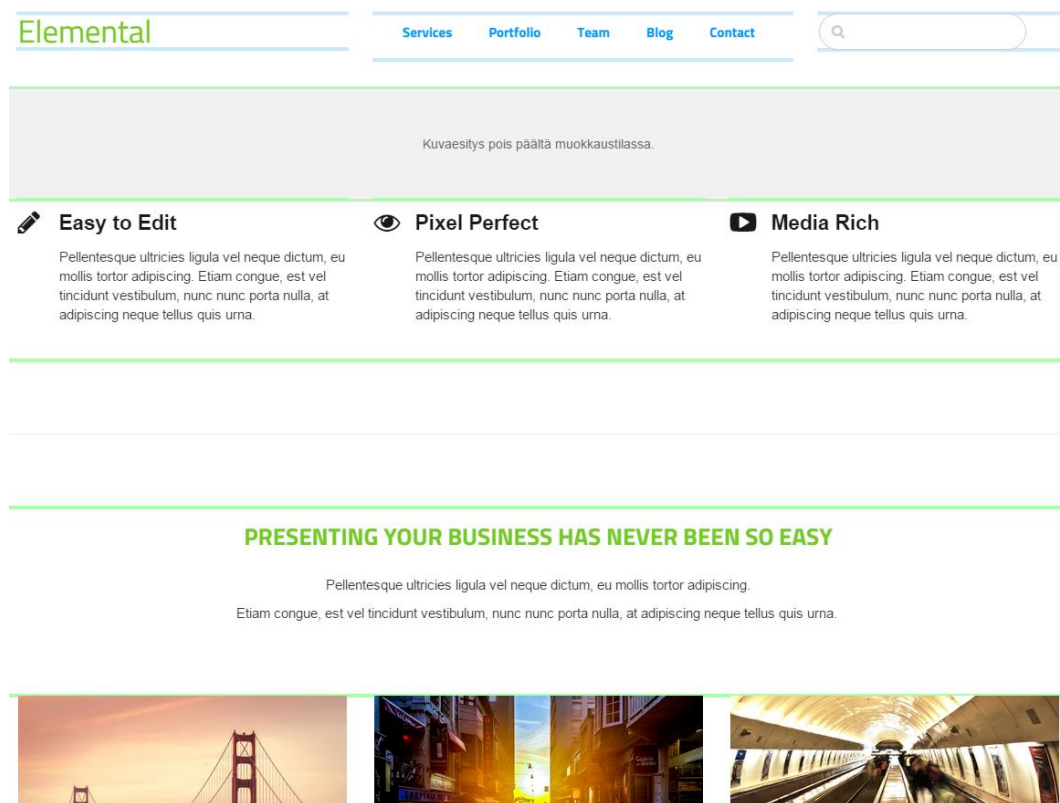 Elemental
Services Portfolio Team Blog Contact
Kuvaesitys pois päältä muokkaustilassa.
Easy to Edit
Pellentesque ultricies ligula vel neque dictum, eu
mollis tortor adipiscing. Etiam congue, est vel
tincidunt vestibulum, nunc nunc porta nulla, at
adipiscing neque tellus quis urna.
Pixel Perfect
Pellentesque ultricies ligula vel neque dictum, eu
mollis tortor adipiscing. Etiam congue, est vel
tincidunt vestibulum, nunc nunc porta nulla, at
adipiscing neque tellus quis urna.
Media Rich
Pellentesque ultricies ligula vel neque dictum, eu
mollis tortor adipiscing. Etiam congue, est vel
tincidunt vestibulum, nunc nunc porta nulla, at
adipiscing neque tellus quis urna.
PRESENTING YOUR BUSINESS HAS NEVER BEEN SO EASY
Pellentesque ultricies ligula vel neque dictum, eu mollis tortor adipiscing.
Etiam congue, est vel tincidunt vestibulum, nunc nunc porta nulla, at adipiscing neque tellus quis urna.